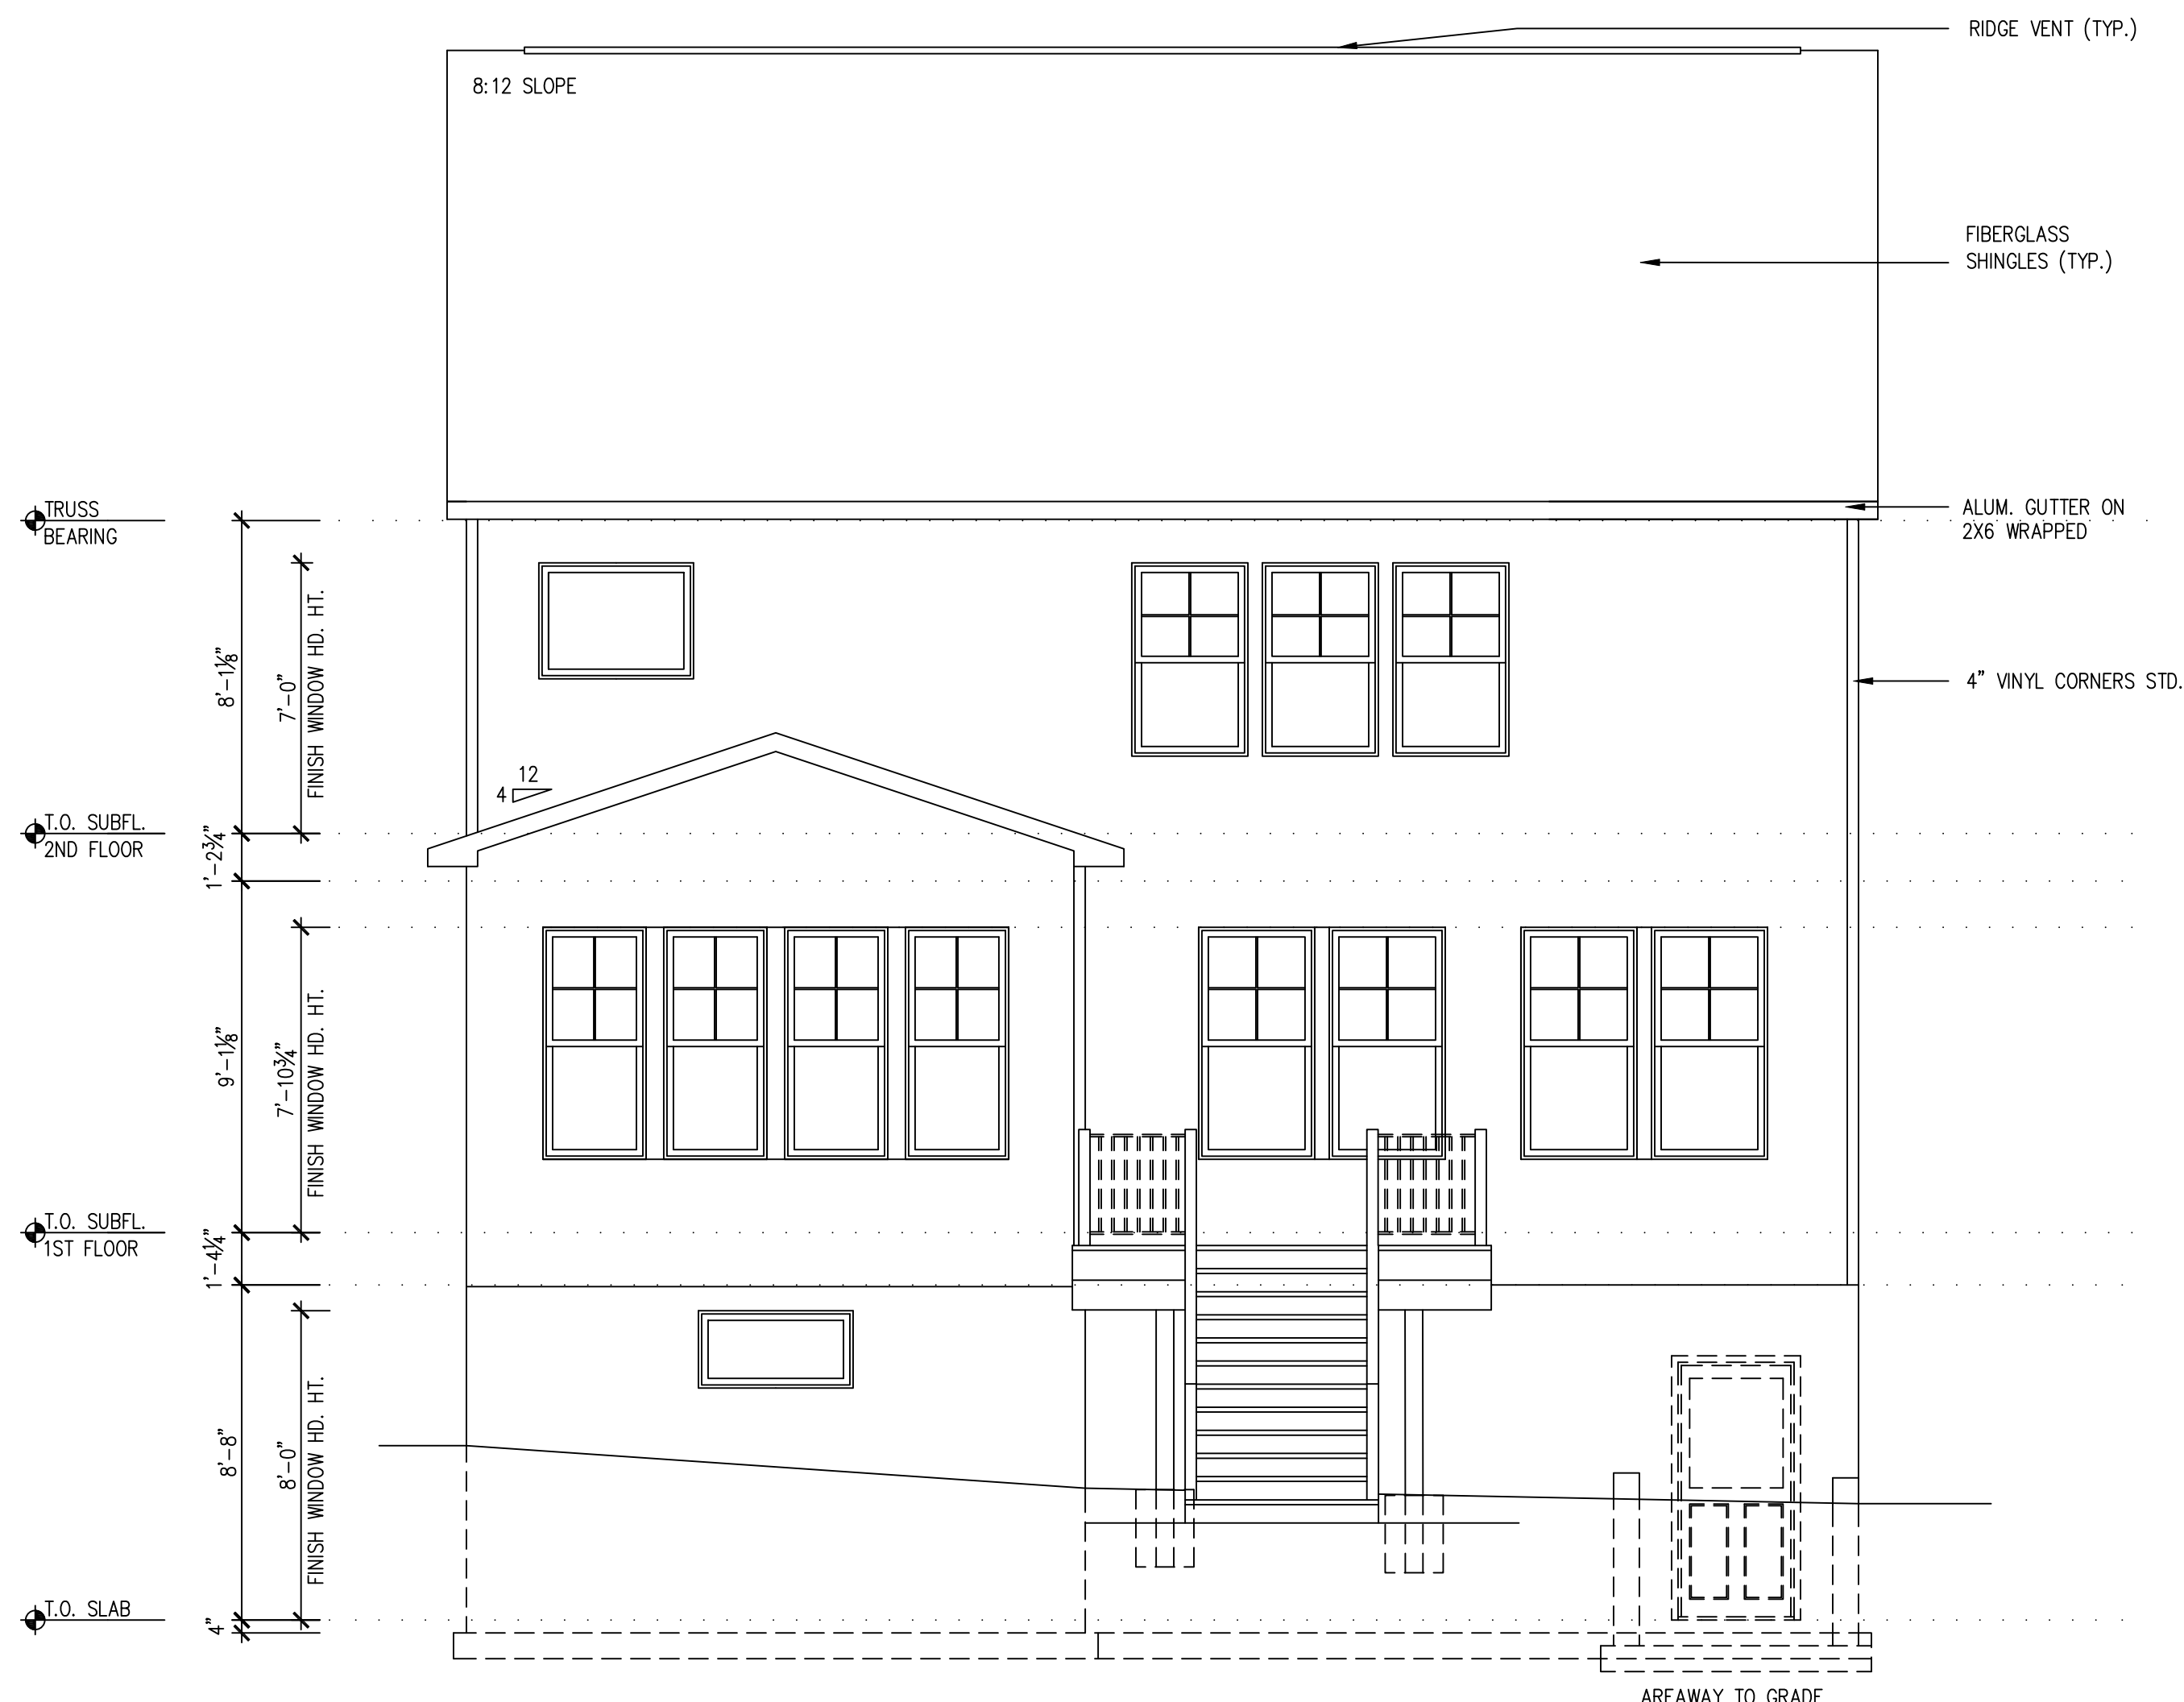 RIDGE VENT (TYP.)
8:12 SLOPE
FIBERGLASS
SHINGLES (TYP.)
TRUSS
BEARING
ALUM. GUTTER ON
2X6 WRAPPED
8'-1⅛"
7'-0"
FINISH WINDOW HD. HT.
4" VINYL CORNERS STD.
12
4
T.O. SUBFL.
2ND FLOOR
1'-2¾"
9'-1⅛"
7'-10¾"
FINISH WINDOW HD. HT.
T.O. SUBFL.
1ST FLOOR
1'-4¼"
8'-8"
8'-0"
FINISH WINDOW HD. HT.
T.O. SLAB
4"
AREAWAY TO GRADE